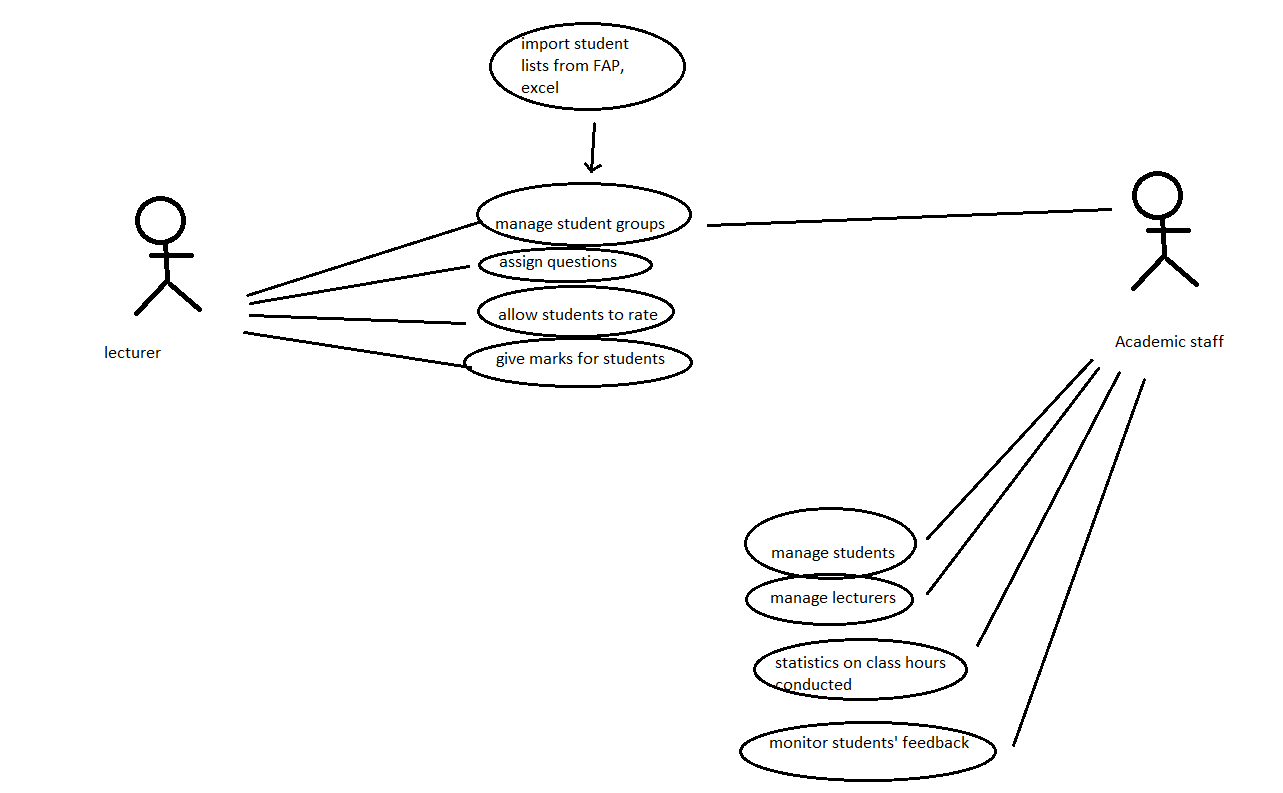 import student
lists from FAP,
excel
manage student groups
assign questions
allow students to rate
give marks for students
lecturer
Academic staff
manage students
manage lecturers
statistics on class hours
conducted
monitor students' feedback